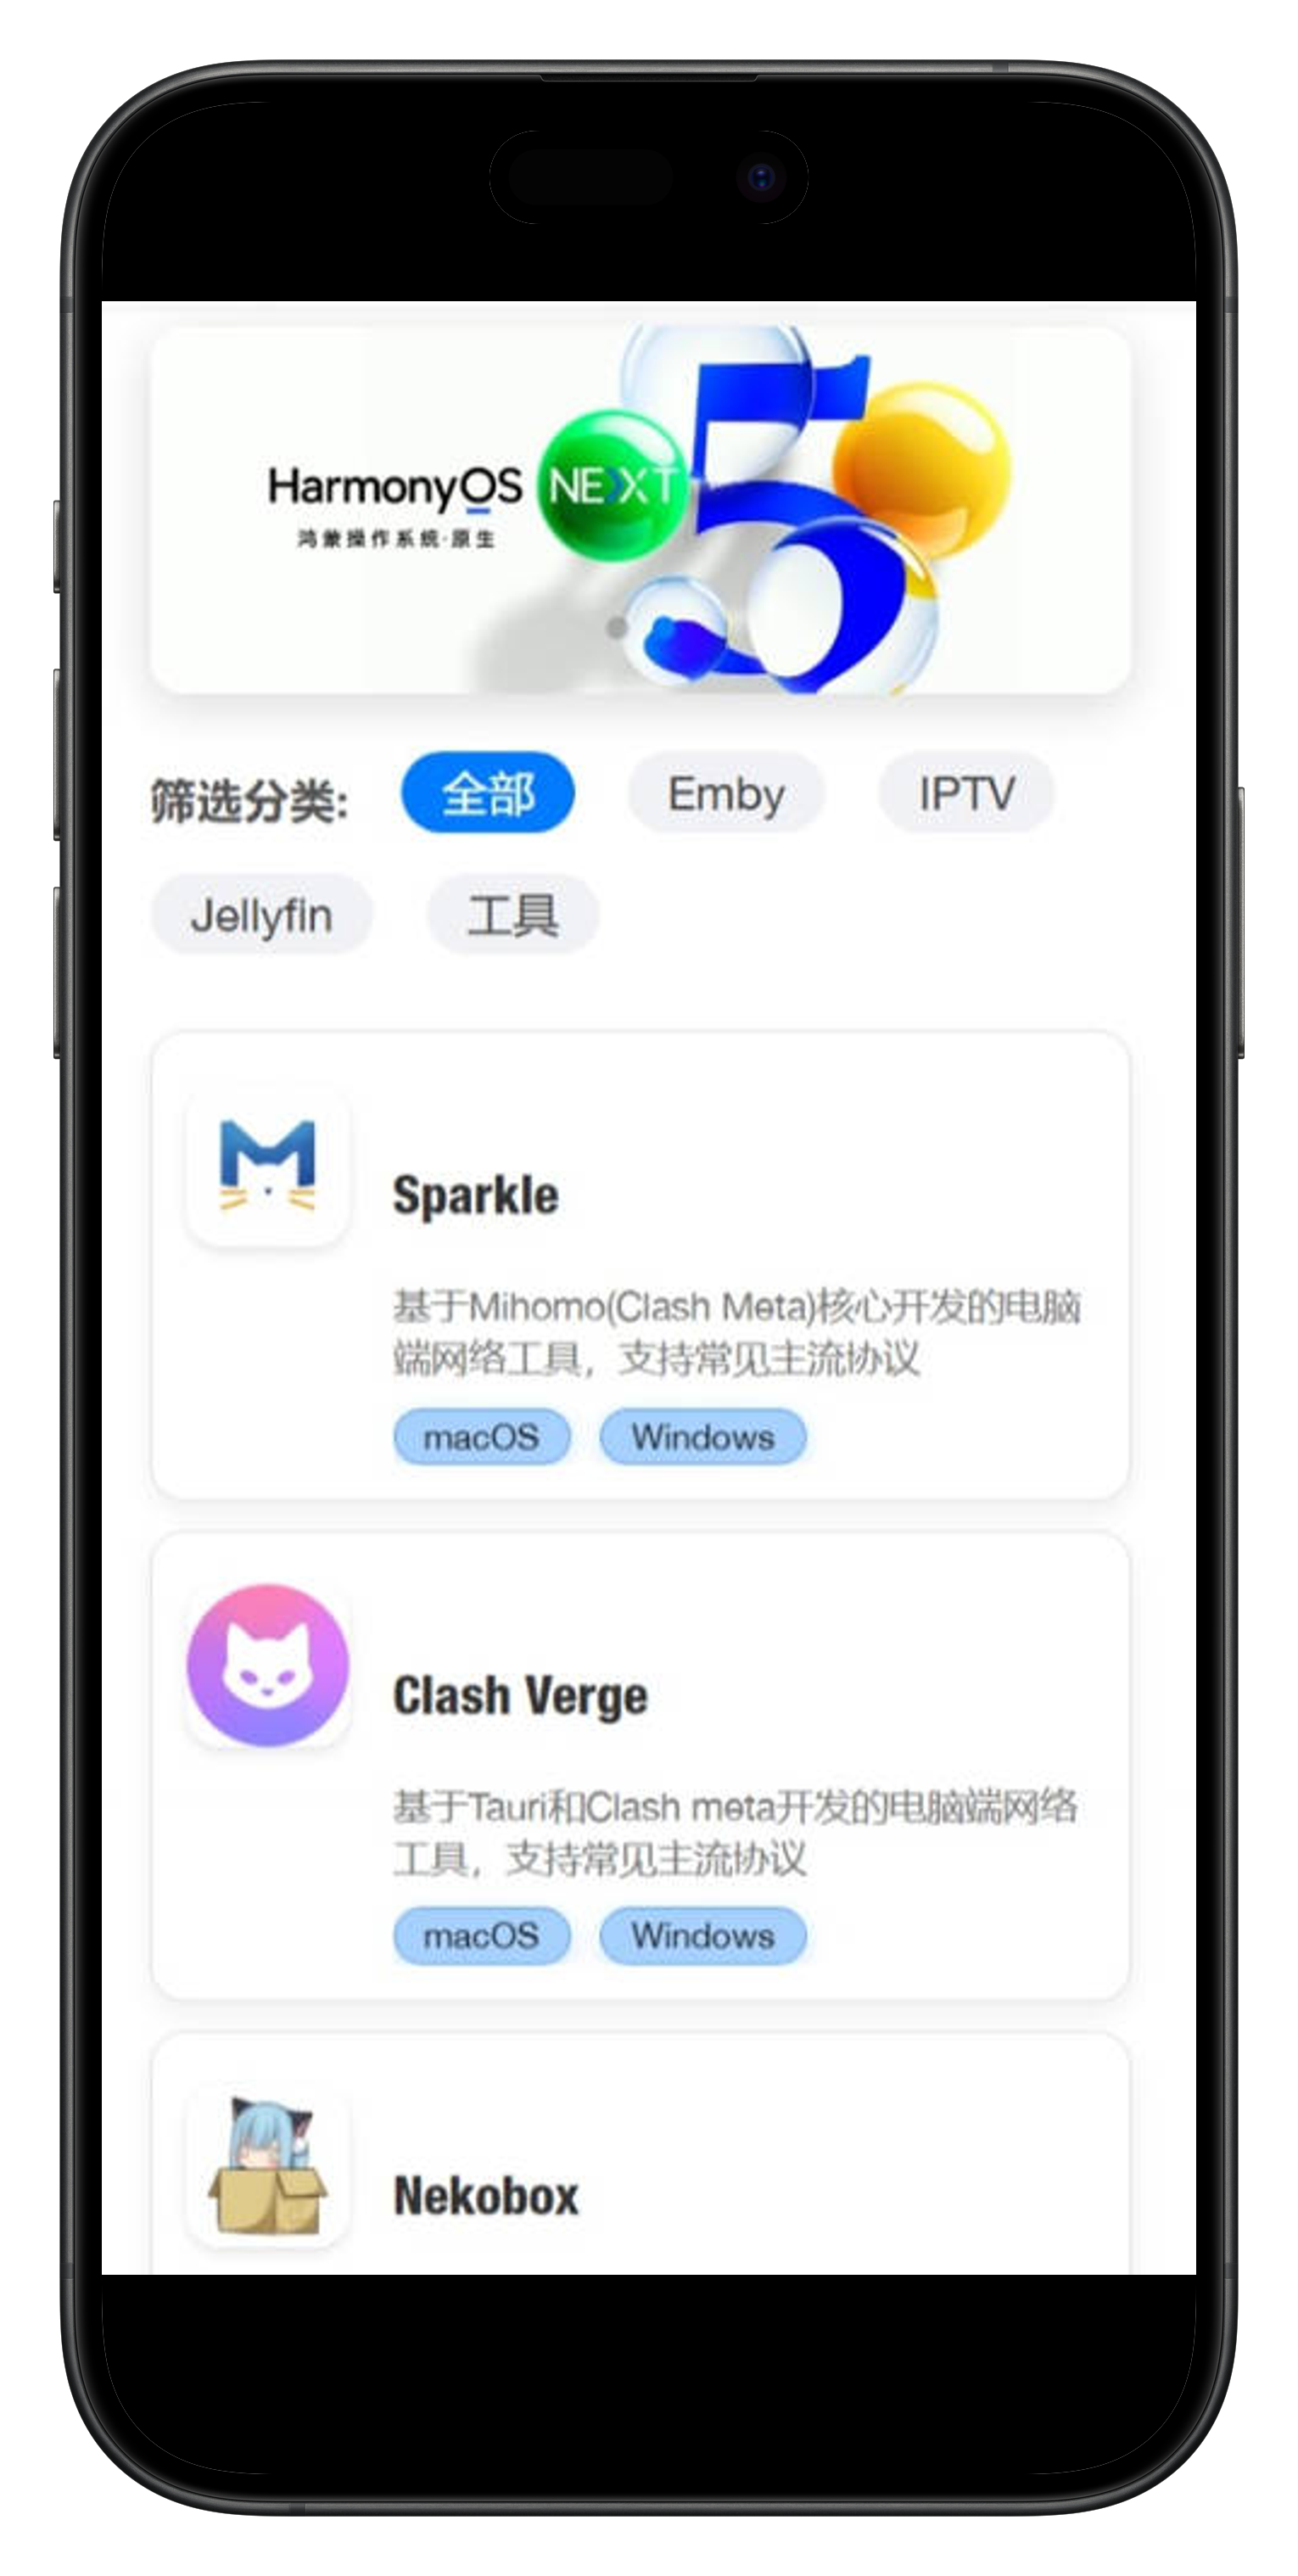 HarmonyOS NEXT 5
鸿蒙操作系统·原生
筛选分类: 全部 Emby IPTV
Jellyfin 工具
Sparkle
基于Mihomo(Clash Meta)核心开发的电脑
端网络工具，支持常见主流协议
macOS Windows
Clash Verge
基于Tauri和Clash meta开发的电脑端网络
工具，支持常见主流协议
macOS Windows
Nekobox